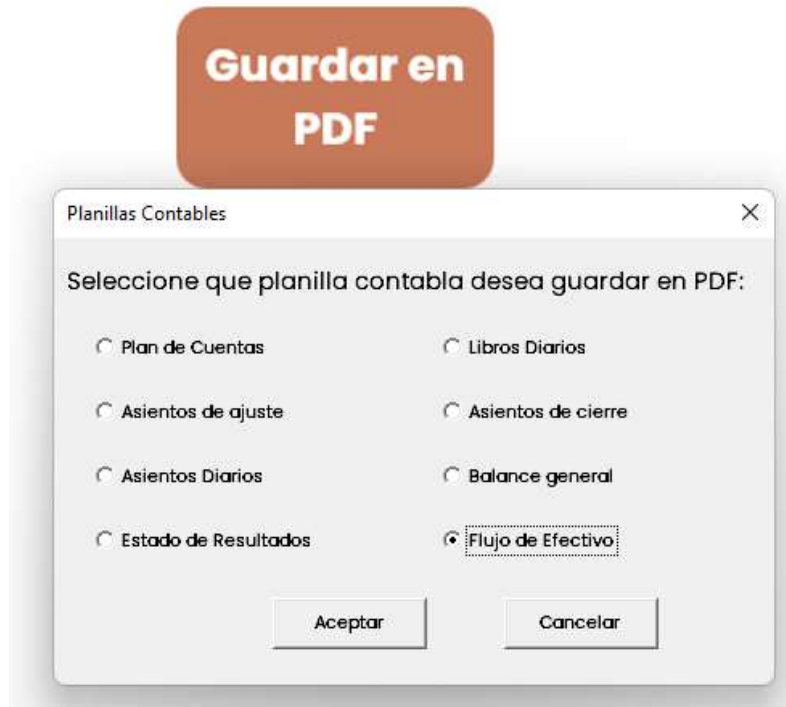 Guardar en
PDF
Planillas Contables
Seleccione que planilla contabla desea guardar en PDF:
Plan de Cuentas
Libros Diarios
Asientos de ajuste
Asientos de cierre
Asientos Diarios
Balance general
Estado de Resultados
Flujo de Efectivo
Aceptar
Cancelar